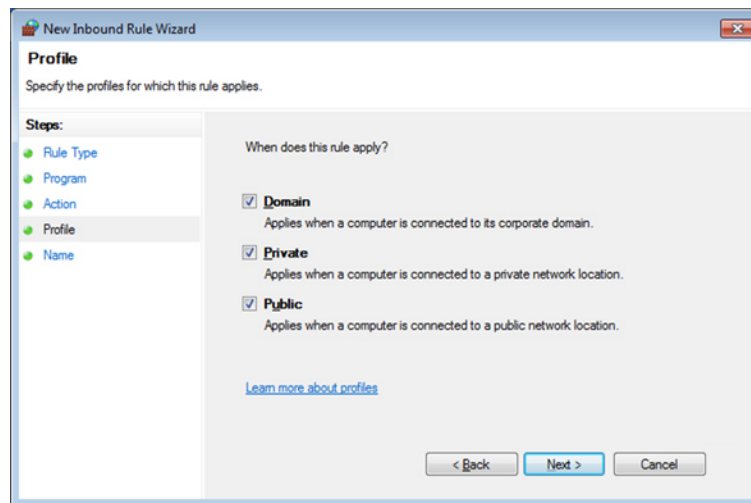 New Inbound Rule Wizard
Profile
Specify the profiles for which this rule applies.
Steps:
Rule Type
Program
Action
Profile
Name
When does this rule apply?
Domain
Applies when a computer is connected to its corporate domain.
Private
Applies when a computer is connected to a private network location.
Public
Applies when a computer is connected to a public network location.
Learn more about profiles
< Back
Next >
Cancel